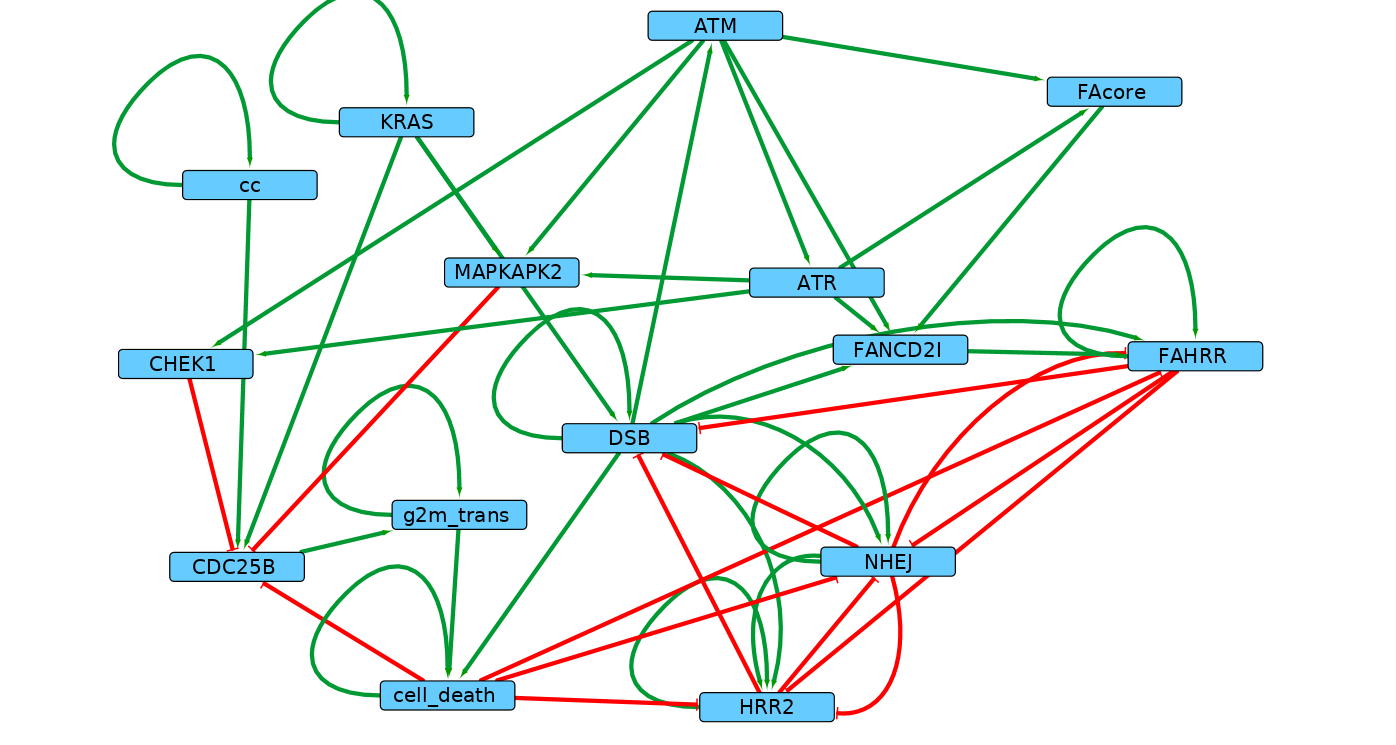 ATM
FAcore
KRAS
cc
MAPKAPK2
ATR
CHEK1
FANCD2I
FAHRR
DSB
g2m_trans
CDC25B
NHEJ
cell_death
HRR2